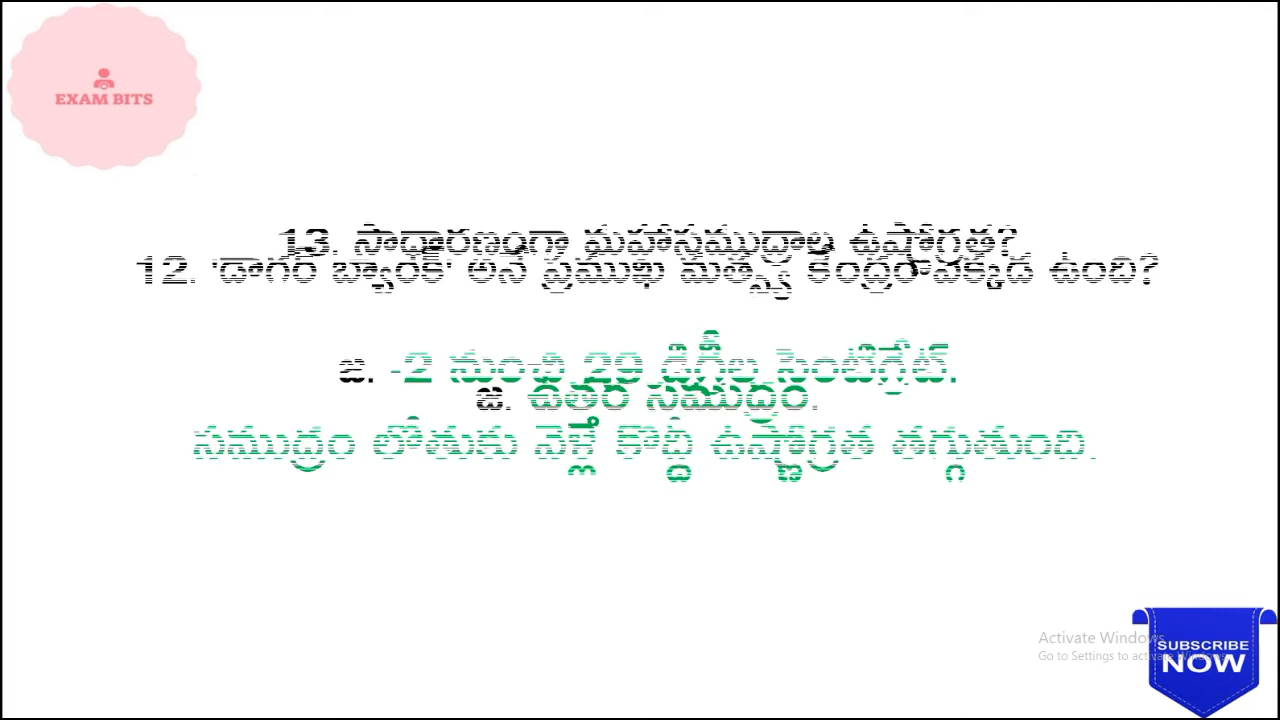 EXAM BITS
13. సాధారణంగా మహాసముద్రాల ఉష్ణోగ్రత?
12. 'డాగర్ బ్యాంక్' అనే ప్రముఖ మత్స్య కేంద్రం ఎక్కడ ఉంది?
జ. -2 నుంచి 29 డిగ్రీల సెంటీగ్రేట్.
జ. ఉత్తర సముద్రం.
సముద్రం లోతుకు వెళ్లే కొద్దీ ఉష్ణోగ్రత తగ్గుతుంది.
Activate Windows
Go to Settings to activate
SUBSCRIBE
NOW